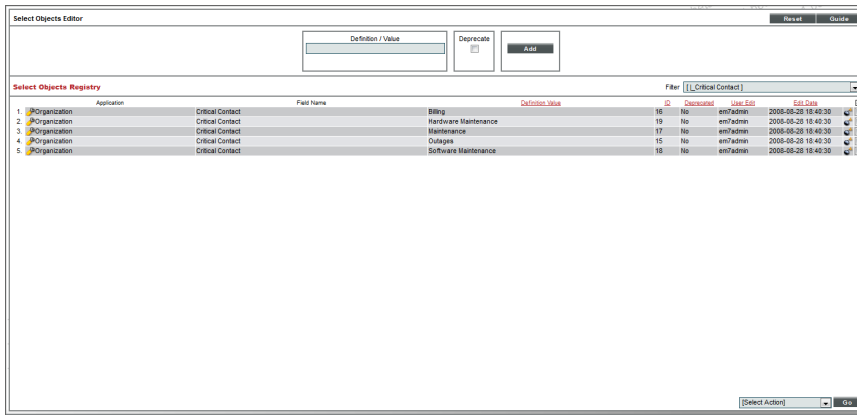 Select Objects Editor
Reset
Guide
Definition / Value
Deprecate
Add
Select Objects Registry
Filter [ |_Critical Contact ]
Application Field Name Definition Value ID Deprecated User Edit Edit Date
1. Organization Critical Contact Billing 16 No em7admin 2008-08-28 18:40:30
2. Organization Critical Contact Hardware Maintenance 19 No em7admin 2008-08-28 18:40:30
3. Organization Critical Contact Maintenance 17 No em7admin 2008-08-28 18:40:30
4. Organization Critical Contact Outages 15 No em7admin 2008-08-28 18:40:30
5. Organization Critical Contact Software Maintenance 18 No em7admin 2008-08-28 18:40:30
[Select Action] Go